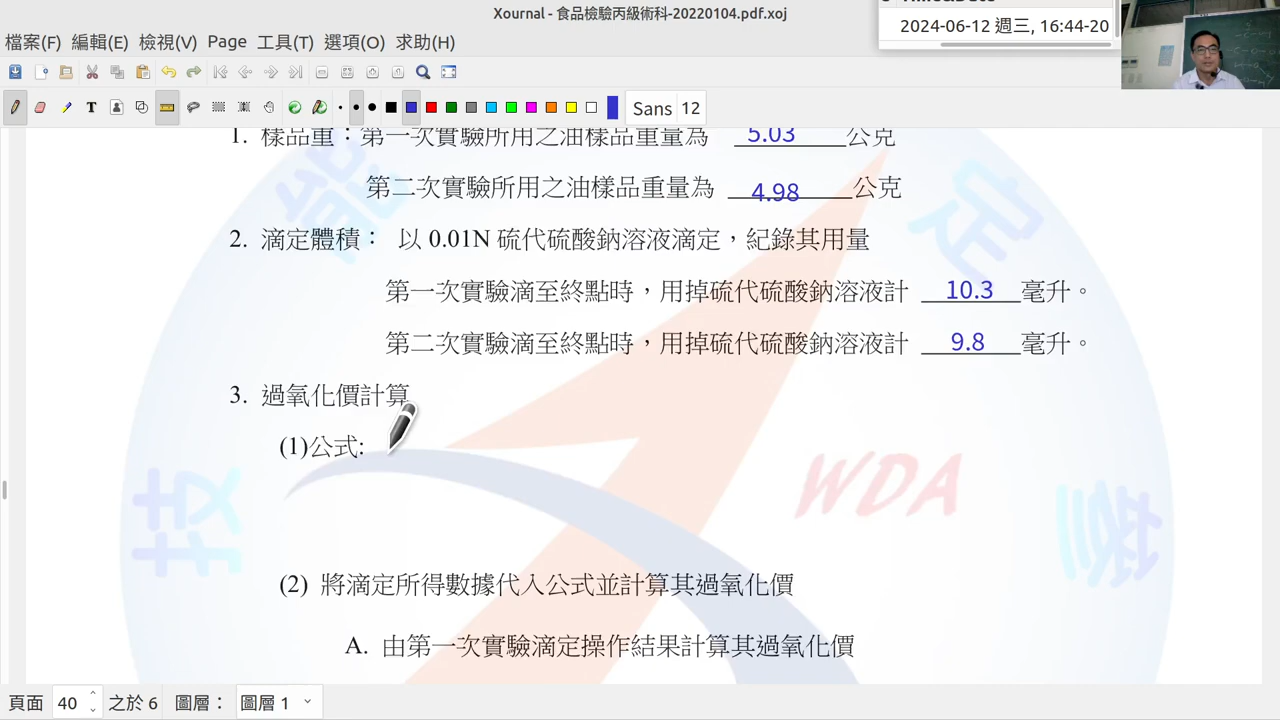 Xournal - 食品檢驗丙級術科-20220104.pdf.xoj
2024-06-12 週三, 16:44-20
檔案(F) 編輯(E) 檢視(V) Page 工具(T) 選項(O) 求助(H)
Sans 12
1. 樣品重：第一次實驗所用之油樣品重量為 5.03 公克
第二次實驗所用之油樣品重量為 4.98 公克
2. 滴定體積： 以 0.01N 硫代硫酸鈉溶液滴定，紀錄其用量
第一次實驗滴至終點時，用掉硫代硫酸鈉溶液計 10.3 毫升。
第二次實驗滴至終點時，用掉硫代硫酸鈉溶液計 9.8 毫升。
3. 過氧化價計算
(1)公式:
WDA
(2) 將滴定所得數據代入公式並計算其過氧化價
A. 由第一次實驗滴定操作結果計算其過氧化價
技能定
頁面 40 之於 6 圖層： 圖層 1